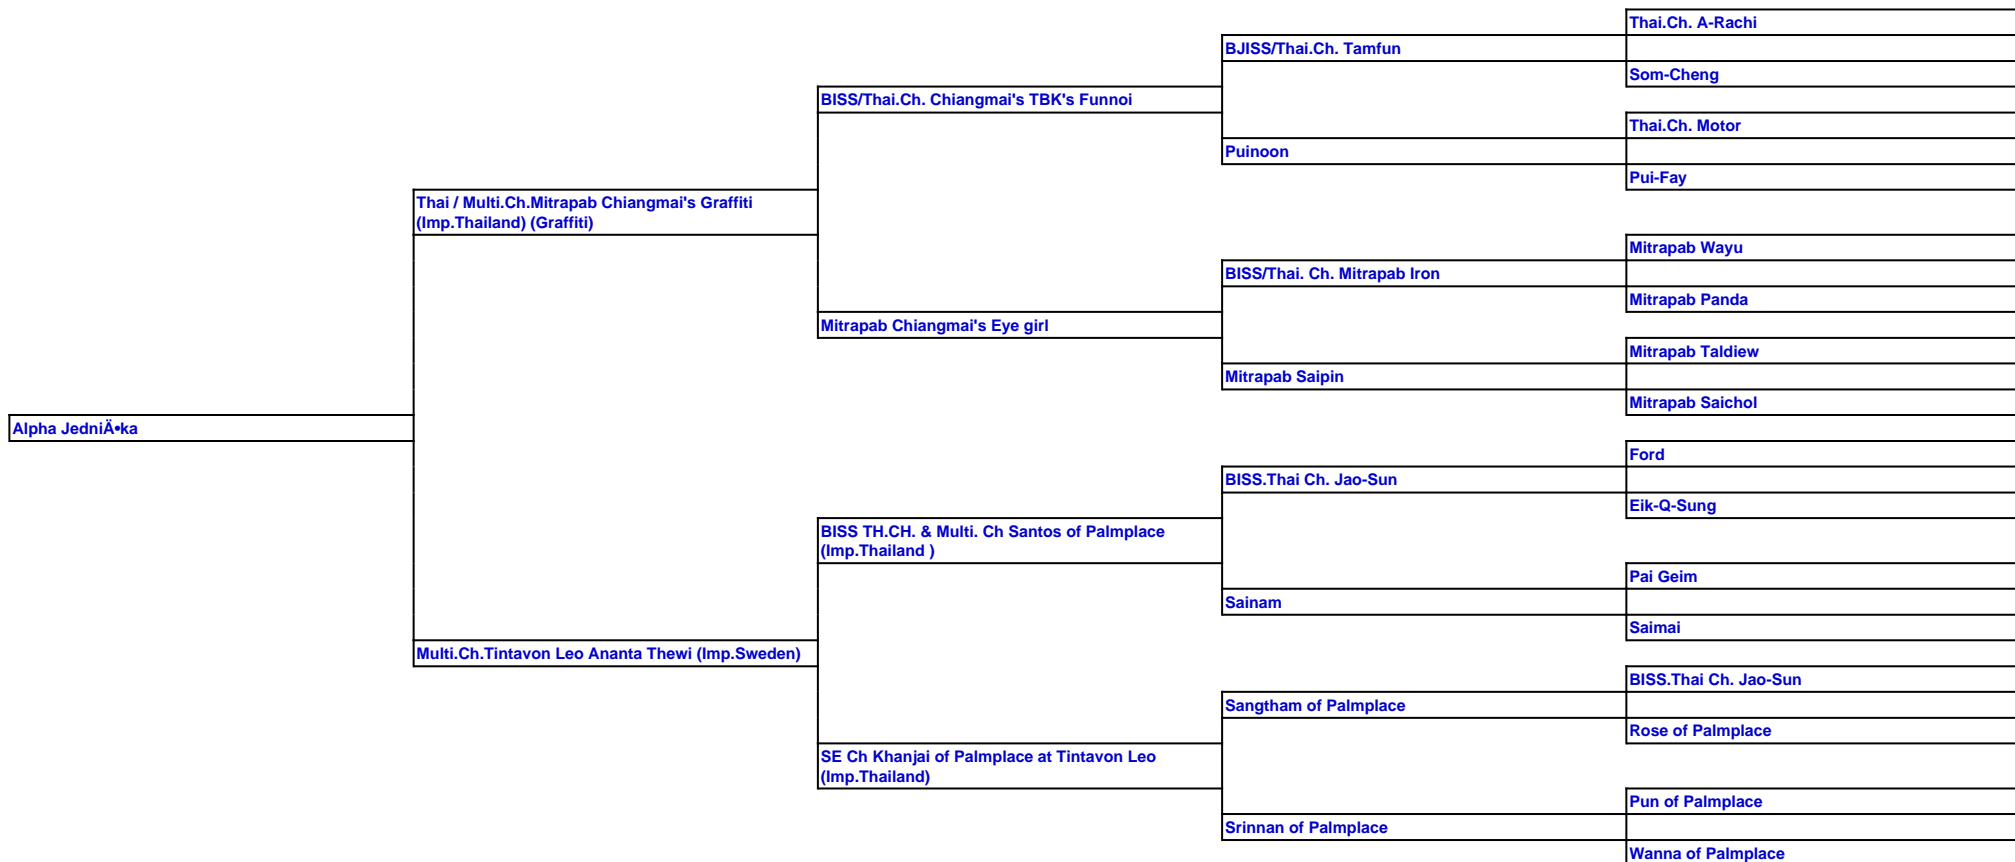 Thai.Ch. A-Rachi
BJISS/Thai.Ch. Tamfun
Som-Cheng
BISS/Thai.Ch. Chiangmai's TBK's Funnoi
Thai.Ch. Motor
Puinoon
Pui-Fay
Thai / Multi.Ch.Mitrapab Chiangmai's Graffiti
(Imp.Thailand) (Graffiti)
Mitrapab Wayu
BISS/Thai. Ch. Mitrapab Iron
Mitrapab Panda
Mitrapab Chiangmai's Eye girl
Mitrapab Taldiew
Mitrapab Saipin
Mitrapab Saichol
Alpha JedniÄ•ka
Ford
BISS.Thai Ch. Jao-Sun
Eik-Q-Sung
BISS TH.CH. & Multi. Ch Santos of Palmplace
(Imp.Thailand )
Pai Geim
Sainam
Saimai
Multi.Ch.Tintavon Leo Ananta Thewi (Imp.Sweden)
BISS.Thai Ch. Jao-Sun
Sangtham of Palmplace
Rose of Palmplace
SE Ch Khanjai of Palmplace at Tintavon Leo
(Imp.Thailand)
Pun of Palmplace
Srinnan of Palmplace
Wanna of Palmplace